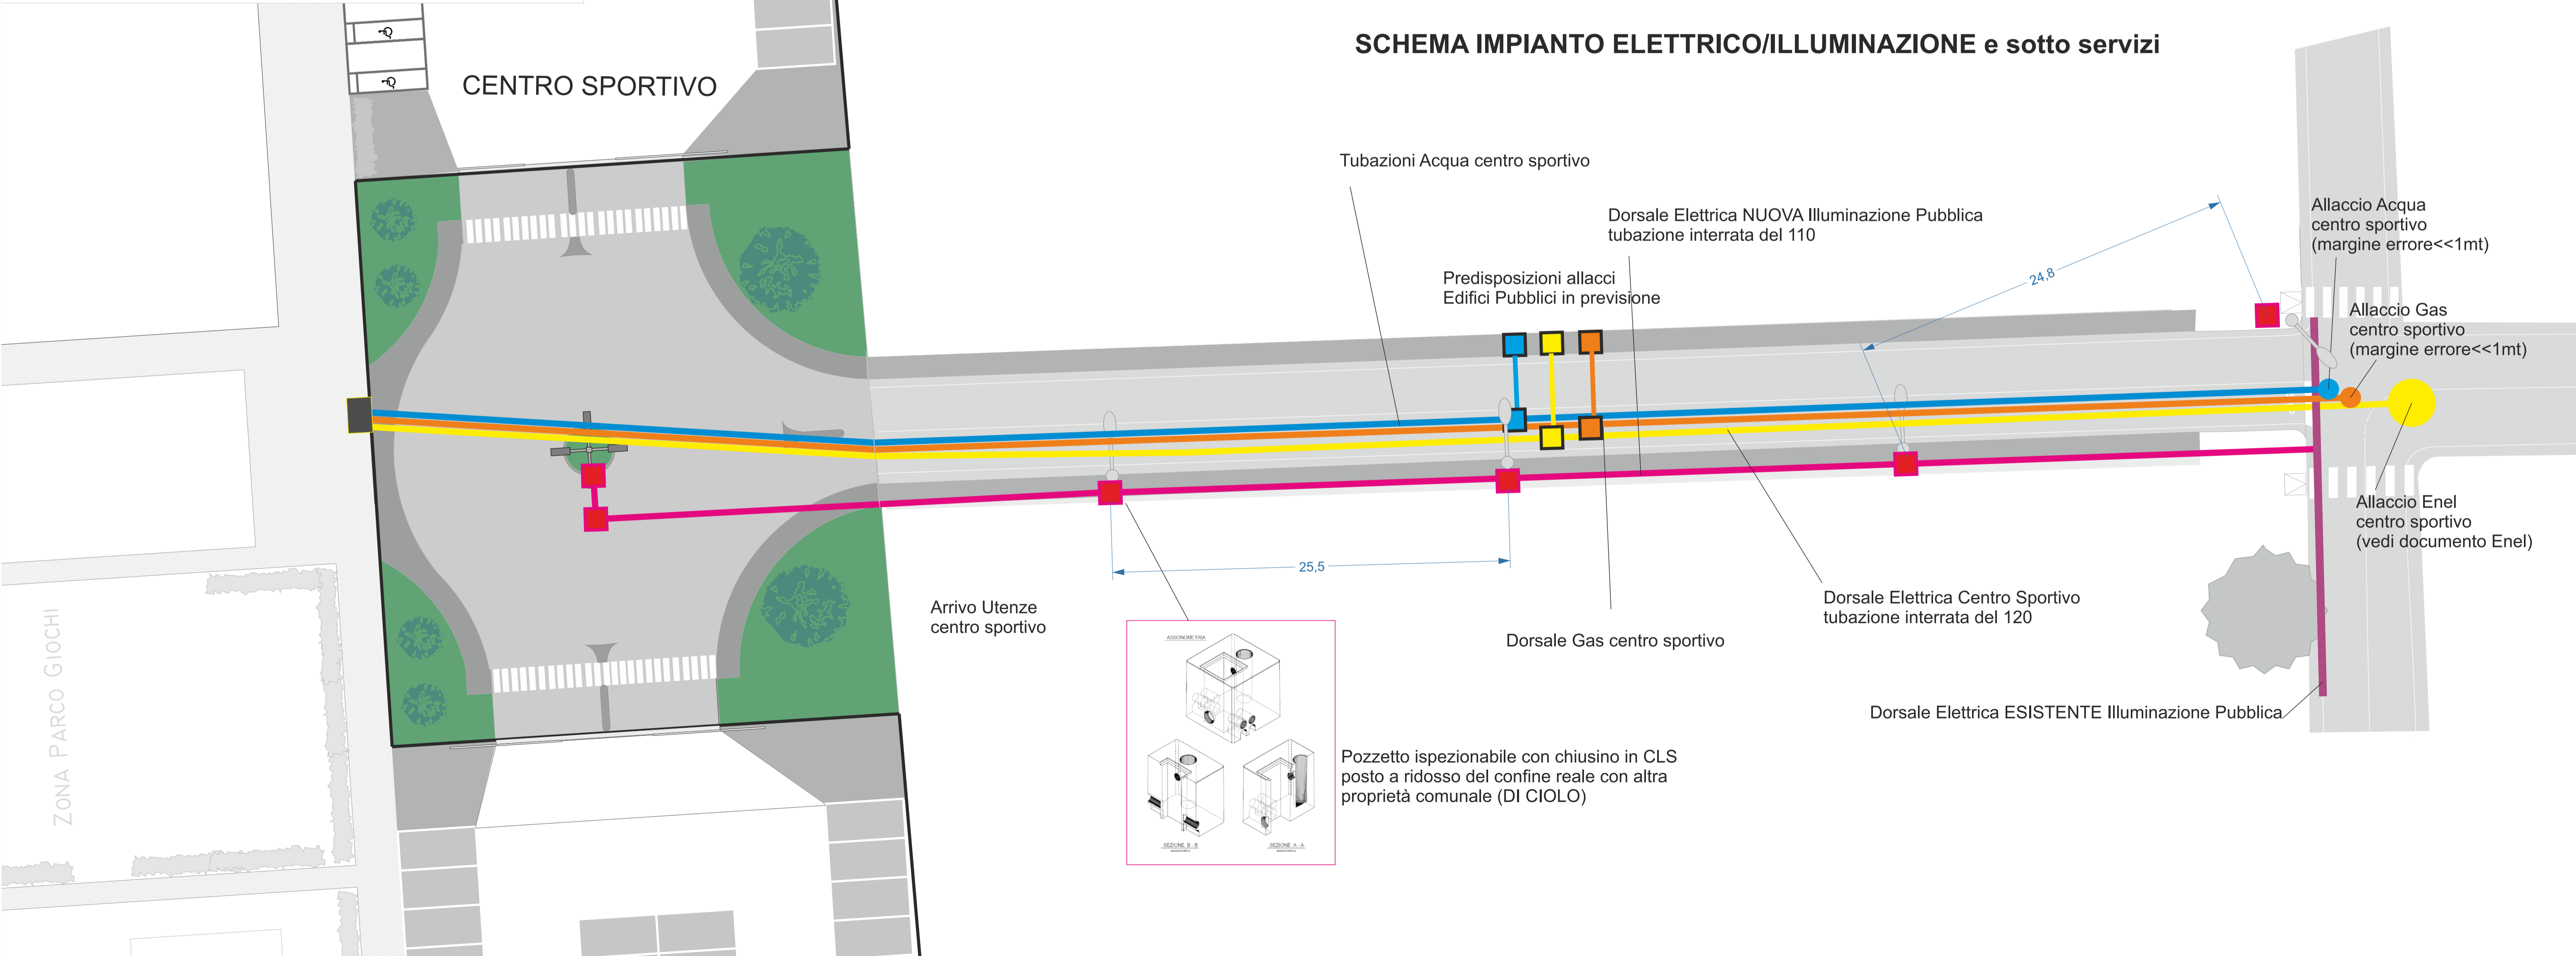 SCHEMA IMPIANTO ELETTRICO/ILLUMINAZIONE e sotto servizi
CENTRO SPORTIVO
Tubazioni Acqua centro sportivo
Dorsale Elettrica NUOVA Illuminazione Pubblica
tubazione interrata del 110
Predisposizioni allacci
Edifici Pubblici in previsione
24,8
Allaccio Acqua
centro sportivo
(margine errore<<1mt)
Allaccio Gas
centro sportivo
(margine errore<<1mt)
Allaccio Enel
centro sportivo
(vedi documento Enel)
25,5
Arrivo Utenze
centro sportivo
Dorsale Elettrica Centro Sportivo
tubazione interrata del 120
Dorsale Gas centro sportivo
Dorsale Elettrica ESISTENTE Illuminazione Pubblica
ZONA PARCO GIOCHI
ASSONOMETRIA
SEZIONE B - B
SEZIONE A - A
Pozzetto ispezionabile con chiusino in CLS
posto a ridosso del confine reale con altra
proprietà comunale (DI CIOLO)